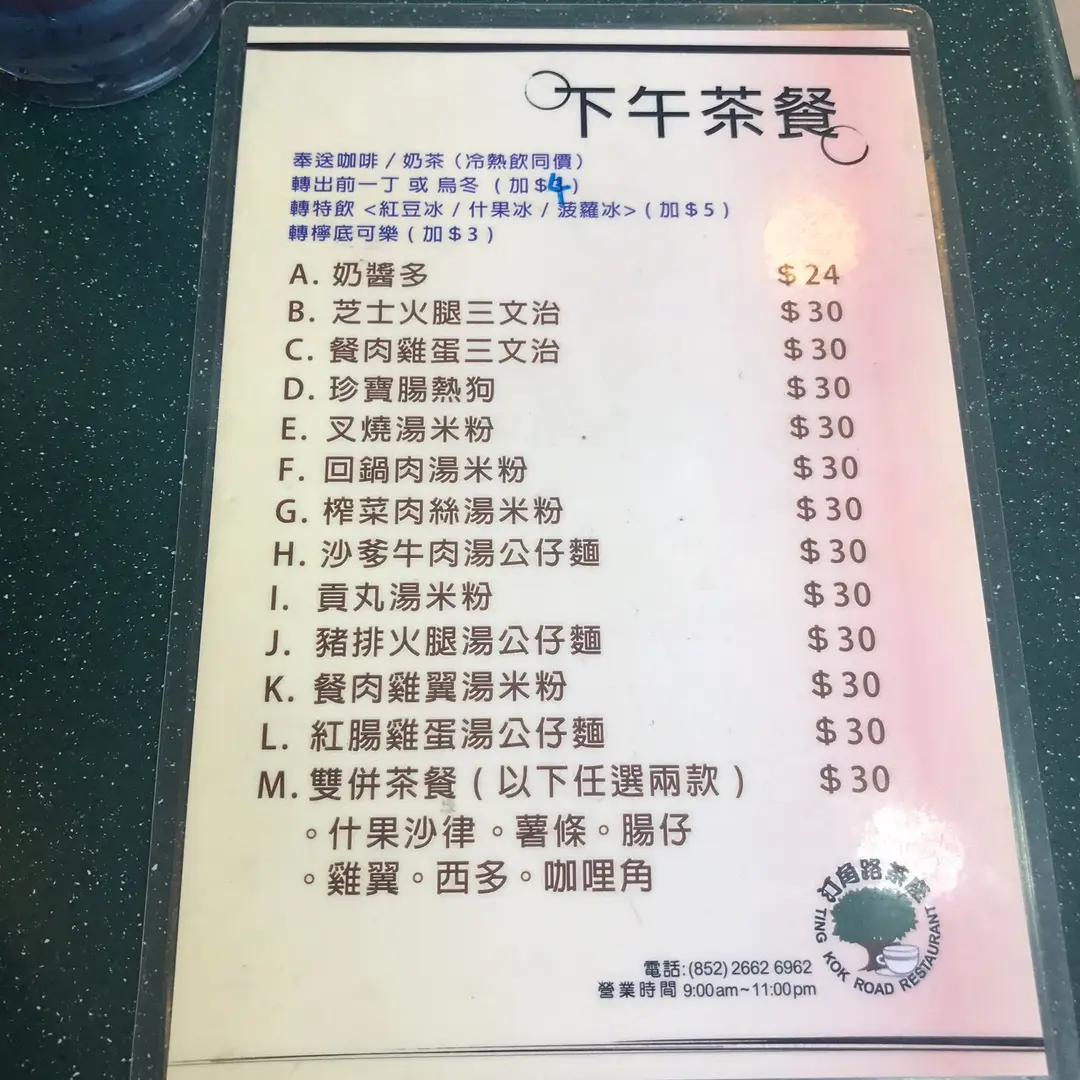 下午茶餐
奉送咖啡 / 奶茶（冷熱飲同價）
轉出前一丁 或 烏冬（加＄4）
轉特飲 <紅豆冰 / 什果冰 / 菠蘿冰>（加＄5）
轉檸底可樂（加＄3）
A. 奶醬多 ＄24
B. 芝士火腿三文治 ＄30
C. 餐肉雞蛋三文治 ＄30
D. 珍寶腸熱狗 ＄30
E. 叉燒湯米粉 ＄30
F. 回鍋肉湯米粉 ＄30
G. 榨菜肉絲湯米粉 ＄30
H. 沙爹牛肉湯公仔麵 ＄30
I. 貢丸湯米粉 ＄30
J. 豬排火腿湯公仔麵 ＄30
K. 餐肉雞翼湯米粉 ＄30
L. 紅腸雞蛋湯公仔麵 ＄30
M. 雙併茶餐（以下任選兩款） ＄30
。什果沙律。薯條。腸仔
。雞翼。西多。咖哩角
汀角路茶餐廳
TING KOK ROAD RESTAURANT
電話:(852) 2662 6962
營業時間 9:00am~11:00pm